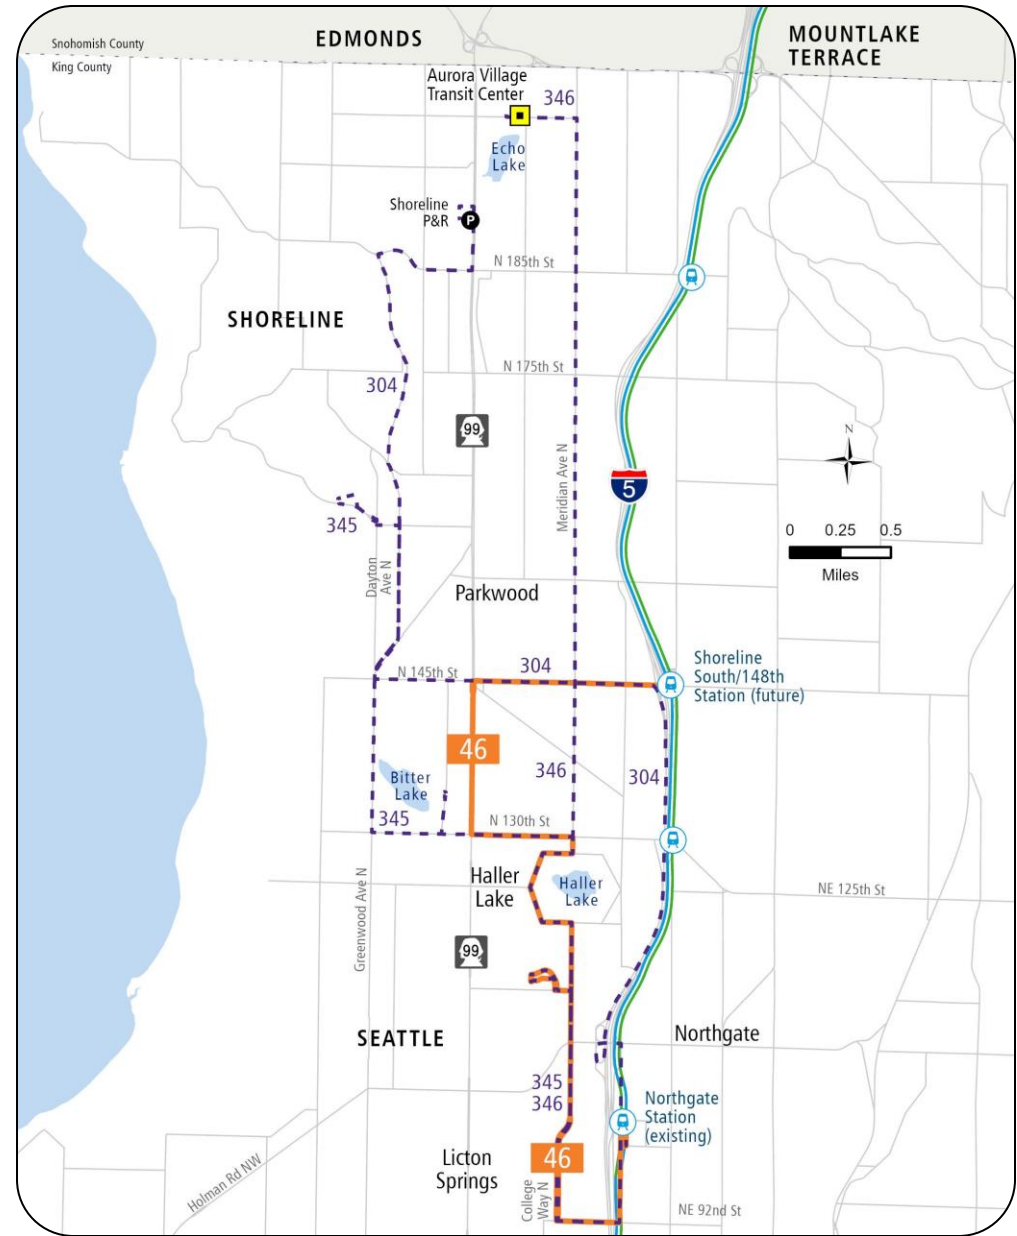 Snohomish County
King County
EDMONDS
MOUNTLAKE
TERRACE
Aurora Village
Transit Center
346
Echo
Lake
Shoreline
P&R
P
N 185th St
SHORELINE
N 175th St
304
99
N
Meridian Ave N
5
345
0 0.25 0.5
Miles
Dayton
Ave N
Parkwood
304
N 145th St
Shoreline
South/148th
Station (future)
46
346
304
Bitter
Lake
345
N 130th St
Haller
Lake
Haller
Lake
NE 125th St
Greenwood Ave N
99
SEATTLE
Northgate
345
346
Northgate
Station
(existing)
46
Licton
Springs
College
Way N
Holman Rd NW
NE 92nd St